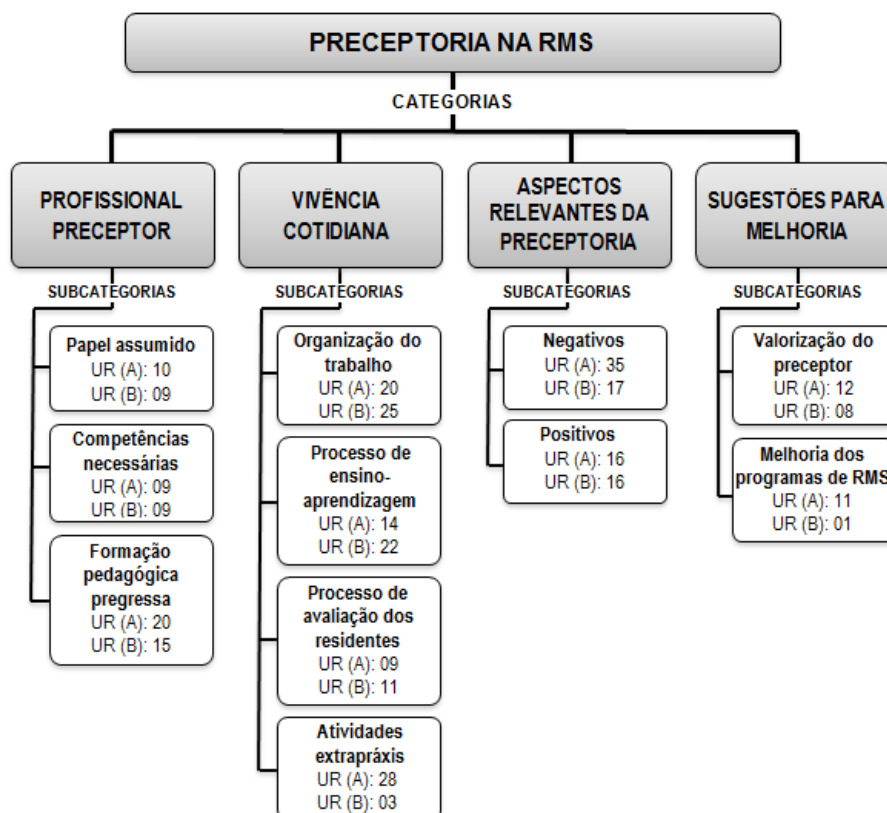 PRECEPTORIA NA RMS
CATEGORIAS
PROFISSIONAL
PRECEPTOR
SUBCATEGORIAS
Papel assumido
UR (A): 10
UR (B): 09
Competências
necessárias
UR (A): 09
UR (B): 09
Formação
pedagógica
pregressa
UR (A): 20
UR (B): 15
VIVÊNCIA
COTIDIANA
SUBCATEGORIAS
Organização do
trabalho
UR (A): 20
UR (B): 25
Processo de
ensino-
aprendizagem
UR (A): 14
UR (B): 22
Processo de
avaliação dos
residentes
UR (A): 09
UR (B): 11
Atividades
extrapráxis
UR (A): 28
UR (B): 03
ASPECTOS
RELEVANTES DA
PRECEPTORIA
SUBCATEGORIAS
Negativos
UR (A): 35
UR (B): 17
Positivos
UR (A): 16
UR (B): 16
SUGESTÕES PARA
MELHORIA
SUBCATEGORIAS
Valorização do
preceptor
UR (A): 12
UR (B): 08
Melhoria dos
programas de RMS
UR (A): 11
UR (B): 01